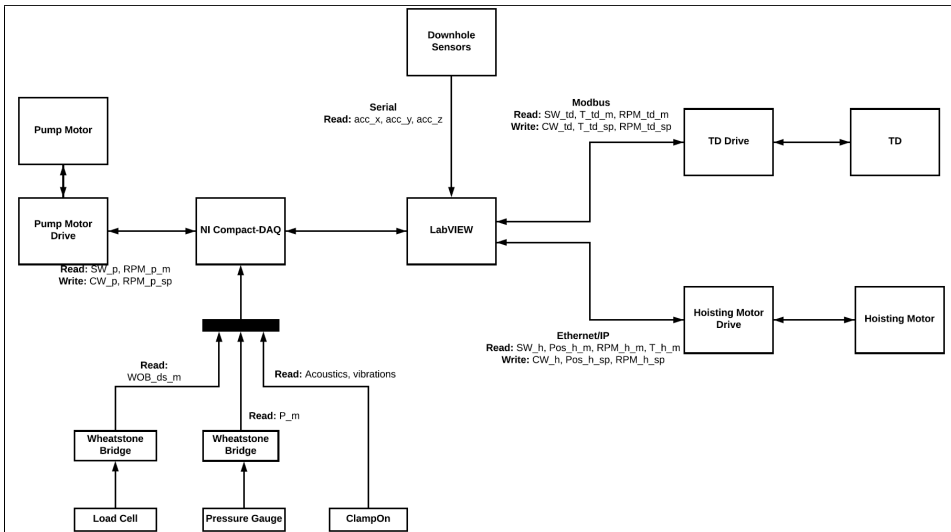 Downhole
Sensors
Serial
Read: acc_x, acc_y, acc_z
Modbus
Read: SW_td, T_td_m, RPM_td_m
Write: CW_td, T_td_sp, RPM_td_sp
Pump Motor
TD Drive
TD
Pump Motor
Drive
NI Compact-DAQ
LabVIEW
Read: SW_p, RPM_p_m
Write: CW_p, RPM_p_sp
Hoisting Motor
Drive
Hoisting Motor
Ethernet/IP
Read: SW_h, Pos_h_m, RPM_h_m, T_h_m
Write: CW_h, Pos_h_sp, RPM_h_sp
Read:
WOB_ds_m
Read: Acoustics, vibrations
Read: P_m
Wheatstone
Bridge
Wheatstone
Bridge
Load Cell
Pressure Gauge
ClampOn